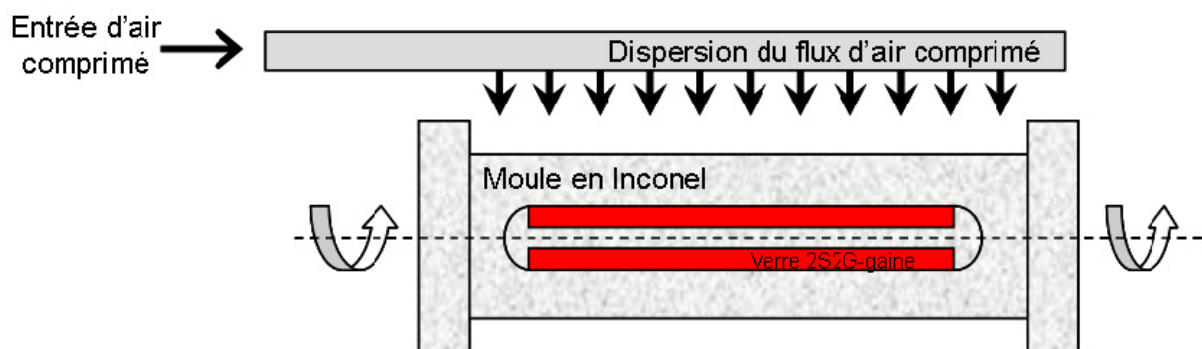 Entrée d'air
comprimé
Dispersion du flux d'air comprimé
Moule en Inconel
Verre 2S2G-gaine